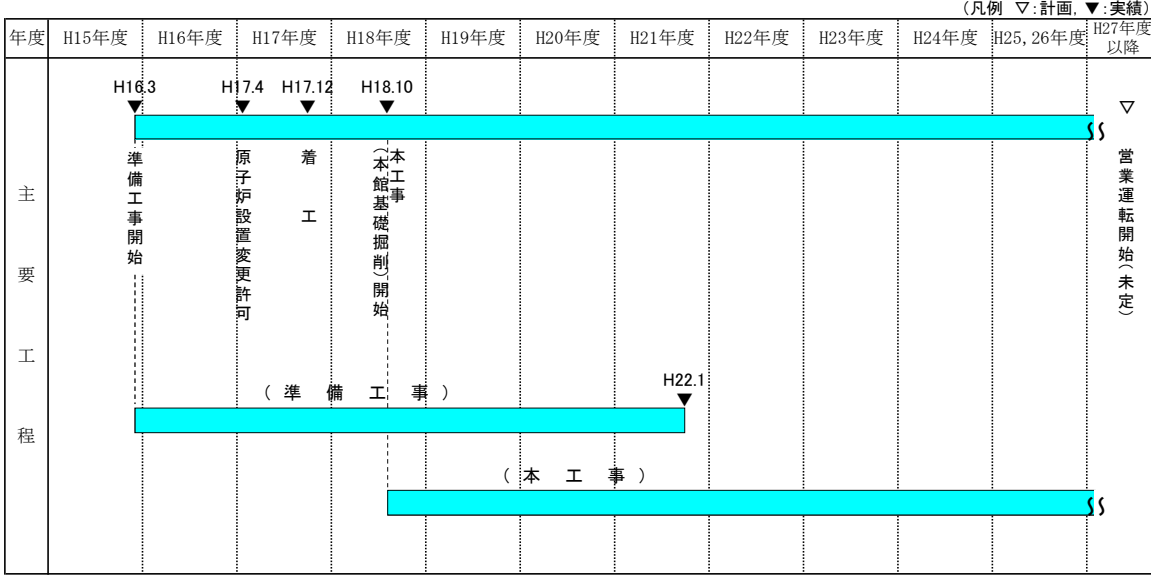 (凡例 ▽:計画, ▼:実績)
年度 H15年度 H16年度 H17年度 H18年度 H19年度 H20年度 H21年度 H22年度 H23年度 H24年度 H25,26年度 H27年度以降
主要工程
H16.3 H17.4 H17.12 H18.10
▼ ▼ ▼ ▼ ▽
準備工事開始
原子炉設置変更許可
着工
本工事
(本館基礎掘削)開始
営業運転開始(未定)
(準備工事)
H22.1
▼
(本工事)